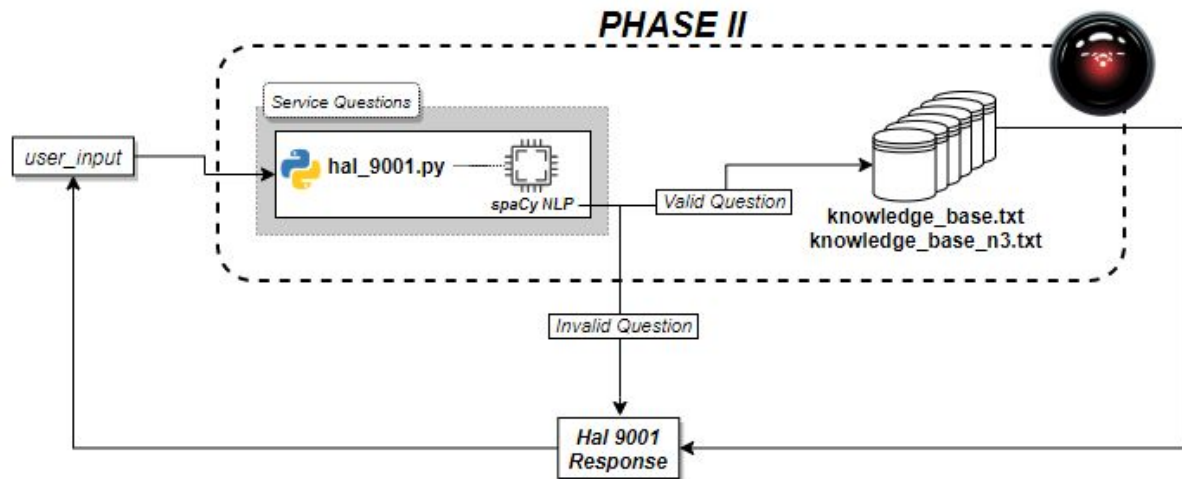 PHASE II
Service Questions
user_input
hal_9001.py
spaCy NLP
Valid Question
knowledge_base.txt
knowledge_base_n3.txt
Invalid Question
Hal 9001
Response